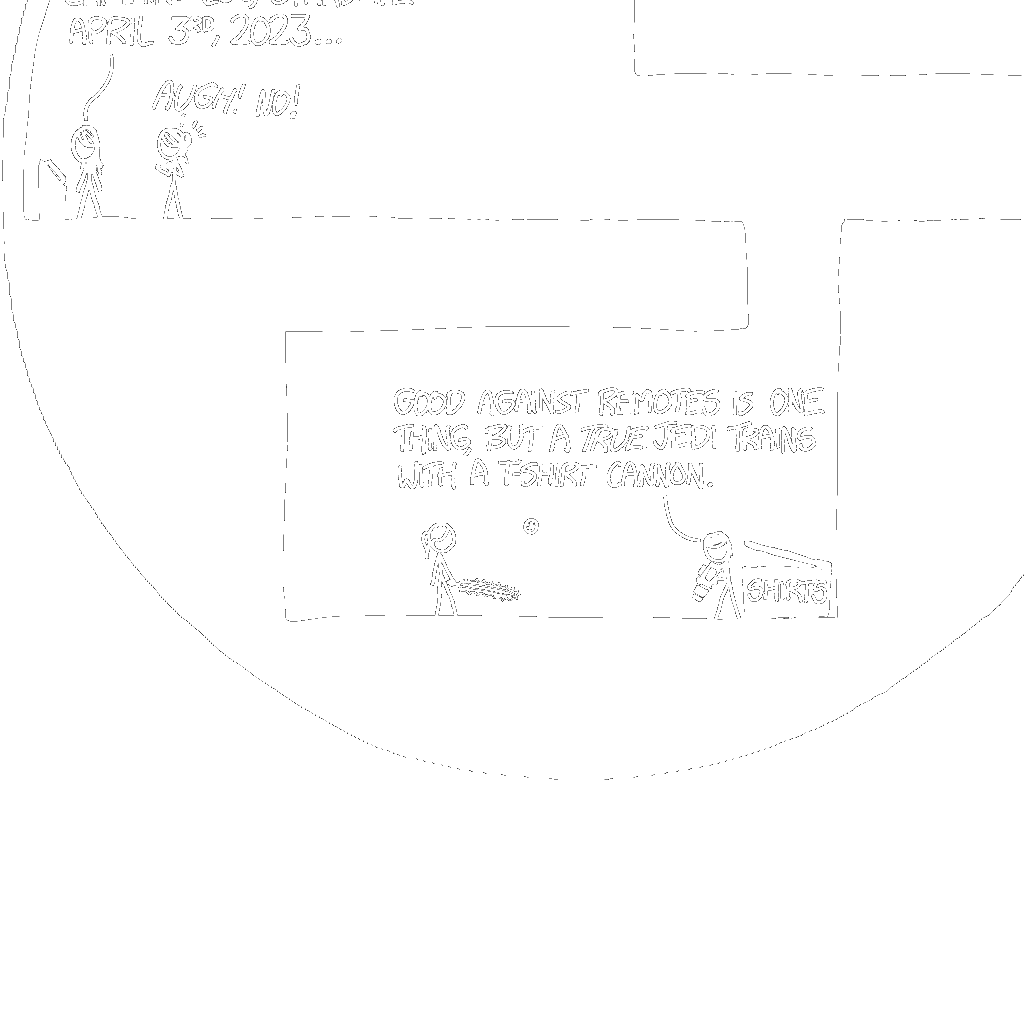 APRIL 3RD, 2023...
AUGH! NO!
GOOD AGAINST REMOTES IS ONE
THING, BUT A TRUE JEDI TRAINS
WITH A T-SHIRT CANNON.
SHIRTS